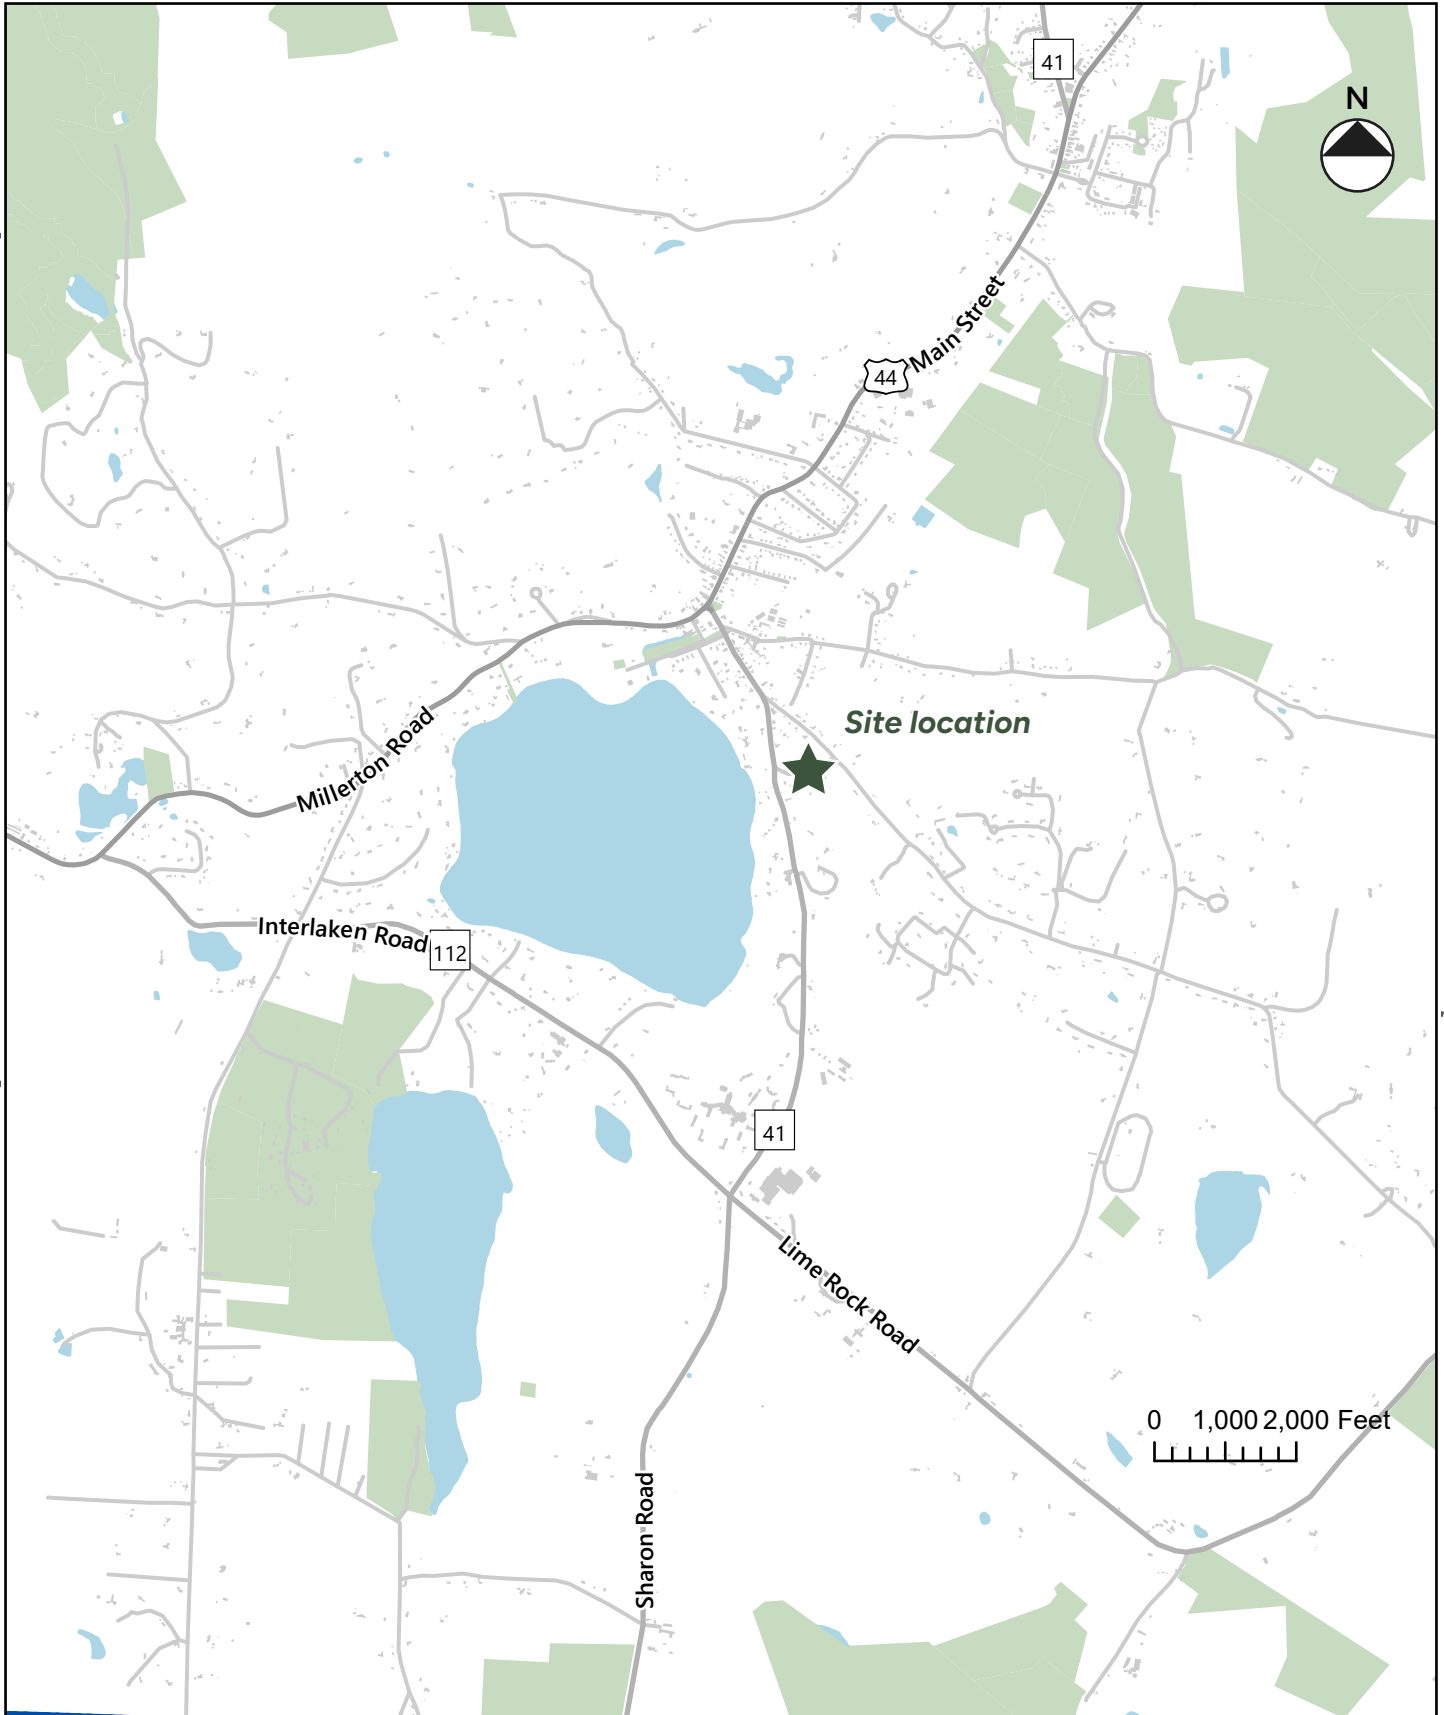 41
N
Main Street
44
Site location
Millerton Road
Interlaken Road
112
41
Lime Rock Road
0 1,000 2,000 Feet
Sharon Road